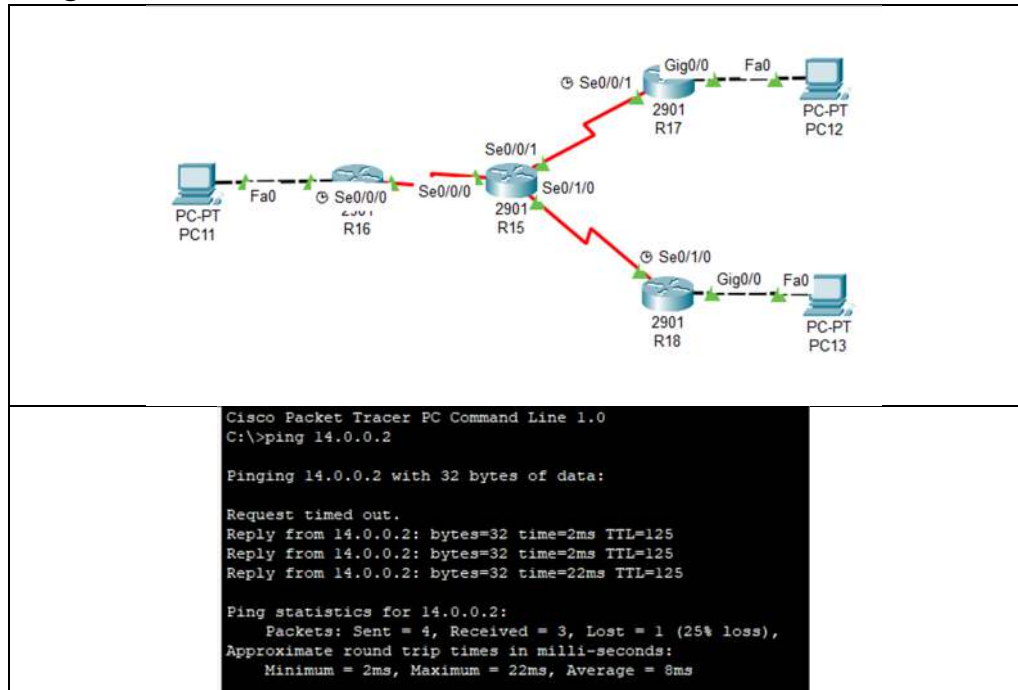 Gig0/0 Fa0
Se0/0/1
2901
R17
PC-PT
PC12
Se0/0/1
Fa0
Se0/0/0
Se0/0/0
Se0/1/0
PC-PT
PC11
R16
2901
R15
Se0/1/0
Gig0/0
Fa0
2901
R18
PC-PT
PC13
Cisco Packet Tracer PC Command Line 1.0
C:\>ping 14.0.0.2
Pinging 14.0.0.2 with 32 bytes of data:
Request timed out.
Reply from 14.0.0.2: bytes=32 time=2ms TTL=125
Reply from 14.0.0.2: bytes=32 time=2ms TTL=125
Reply from 14.0.0.2: bytes=32 time=22ms TTL=125
Ping statistics for 14.0.0.2:
Packets: Sent = 4, Received = 3, Lost = 1 (25% loss),
Approximate round trip times in milli-seconds:
Minimum = 2ms, Maximum = 22ms, Average = 8ms